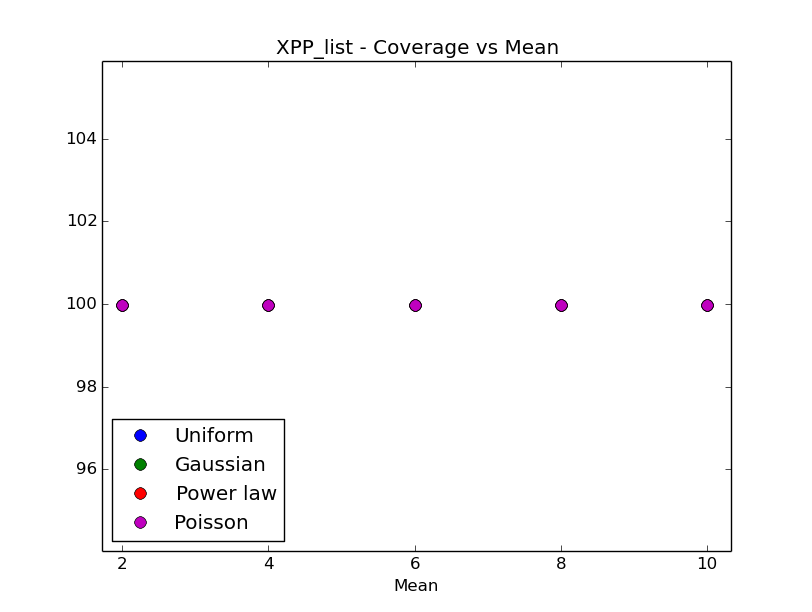 XPP_list - Coverage vs Mean
104
102
100
98
96
Uniform
Gaussian
Power law
Poisson
2 4 6 8 10
Mean